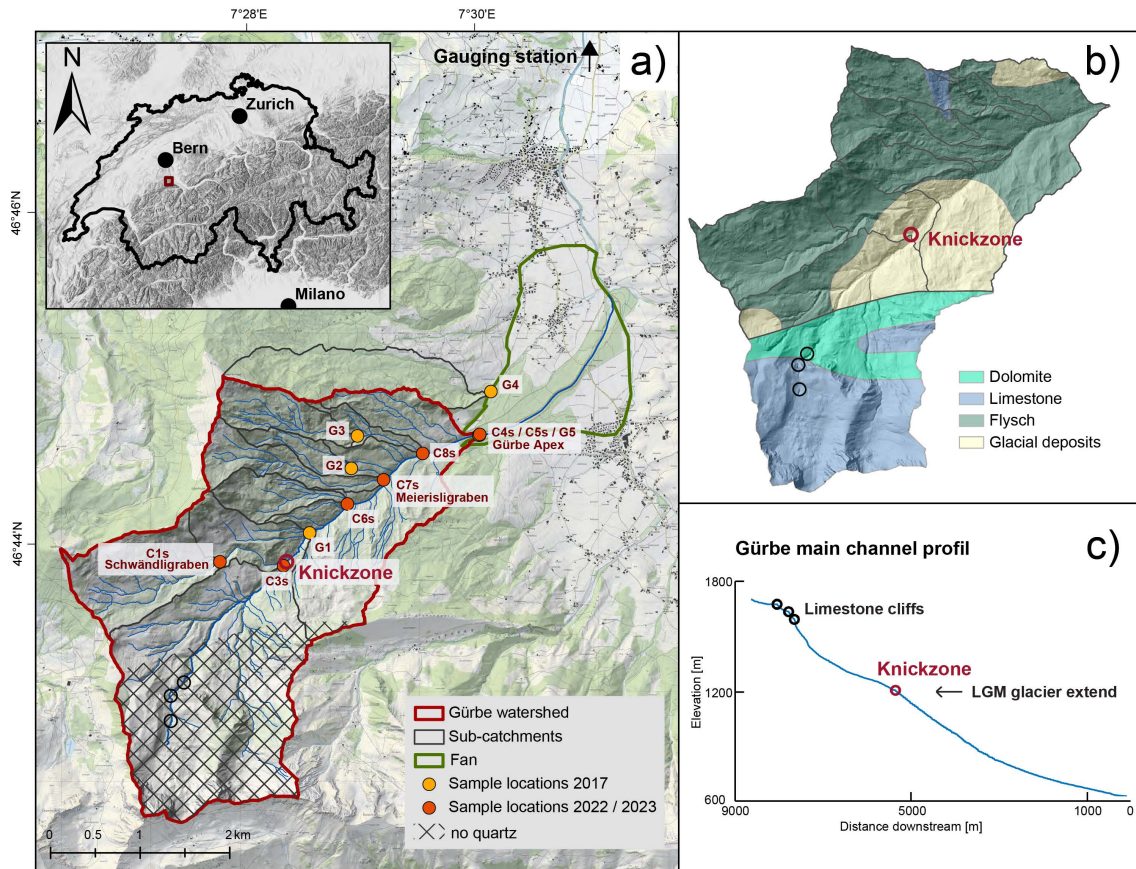 7°28'E
7°30'E
46°46'N
46°44'N
N
Zurich
Bern
Milano
Gauging station
a)
G4
G3
C4s / C5s / G5
Gürbe Apex
C8s
G2
C7s
Meierisligraben
C6s
G1
C1s
Schwändligraben
C3s
Knickzone
Gürbe watershed
Sub-catchments
Fan
Sample locations 2017
Sample locations 2022 / 2023
no quartz
0 0.5 1 2 km
b)
Knickzone
Dolomite
Limestone
Flysch
Glacial deposits
c)
Gürbe main channel profil
1800
Limestone cliffs
Knickzone
1200
LGM glacier extend
Elevation [m]
600
9000 5000 1000 0
Distance downstream [m]